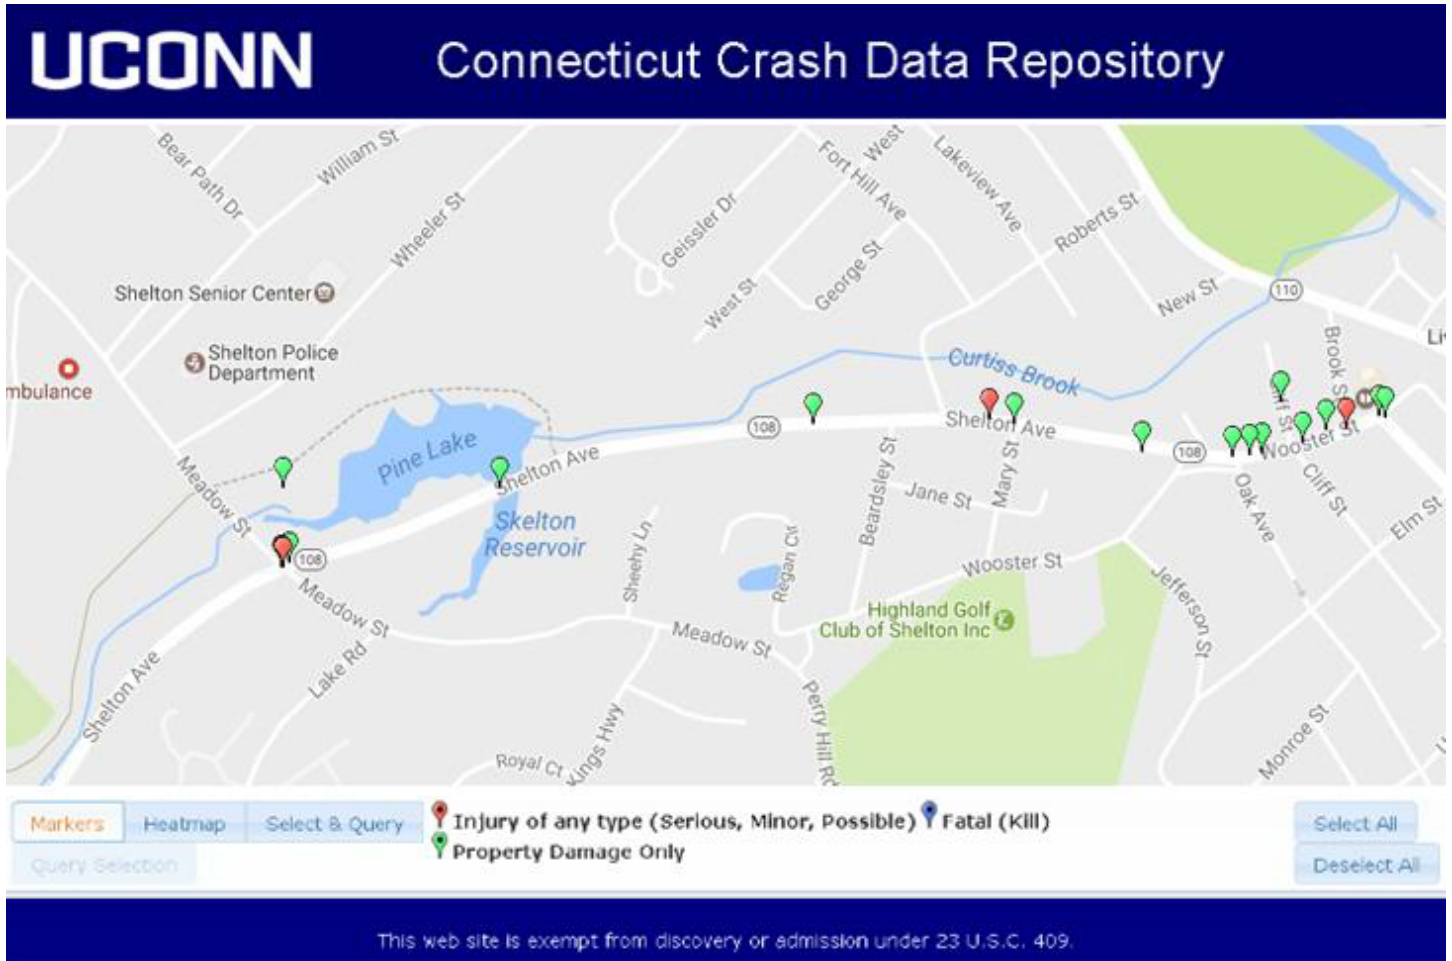 UCONN
Connecticut Crash Data Repository
Bear Path Dr
William St
Wheeler St
Geissler Dr
Fort Hill Ave
West
Lakeview Ave
Roberts St
West St
George St
New St
110
Shelton Senior Center
Shelton Police
Department
mbulance
Brook S
Li
Curtiss Brook
Cliff St
Pine Lake
108
Shelton Ave
108
Wooster St
Shelton Ave
Meadow St
Skelton
Reservoir
Beardsley St
Jane St
Mary St
Oak Ave
Cliff St
Elm St
108
Meadow St
Sheehy Ln
Regan Cir
Wooster St
Jefferson St
Highland Golf
Club of Shelton Inc
Meadow St
Shelton Ave
Lake Rd
Perry Hill Rd
Kings Hwy
Royal Ct
Monroe St
Markers
Heatmap
Select & Query
Injury of any type (Serious, Minor, Possible)
Fatal (Kill)
Select All
Query Selection
Property Damage Only
Deselect All
This web site is exempt from discovery or admission under 23 U.S.C. 409.